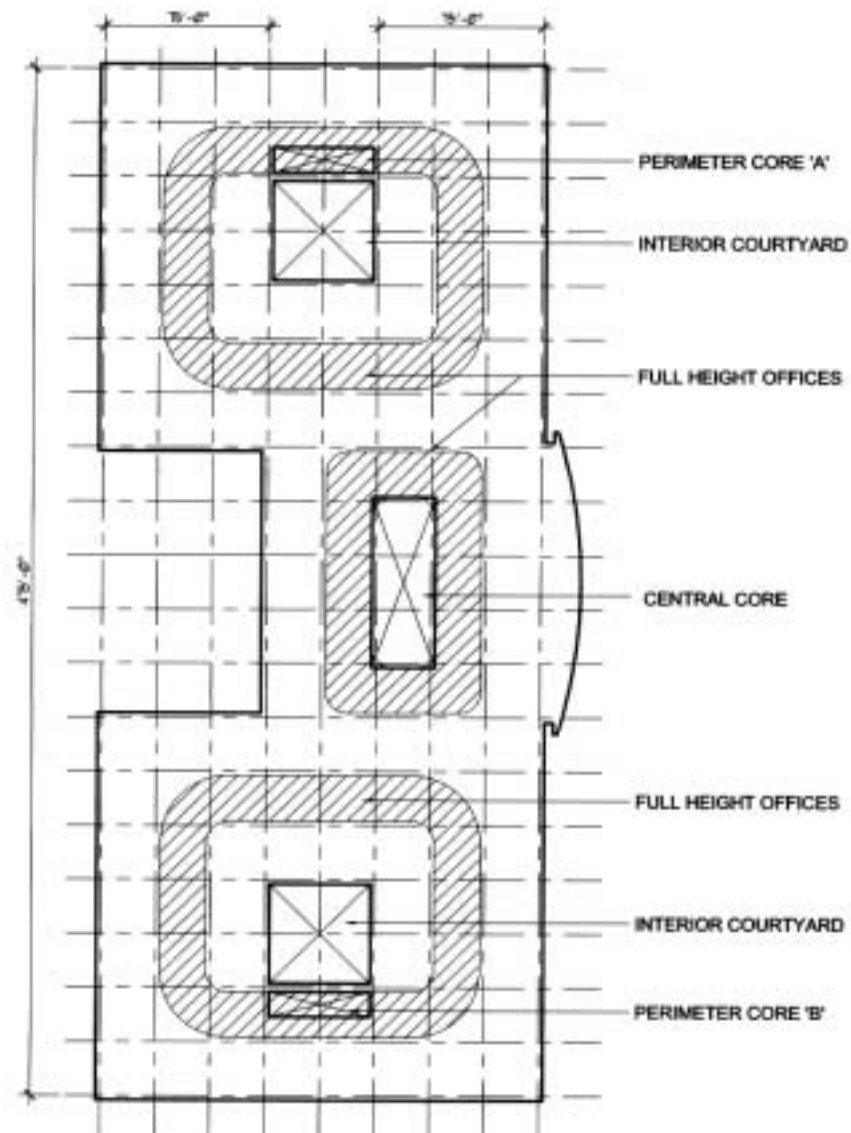 PERIMETER CORE 'A'
INTERIOR COURTYARD
FULL HEIGHT OFFICES
CENTRAL CORE
FULL HEIGHT OFFICES
INTERIOR COURTYARD
PERIMETER CORE 'B'